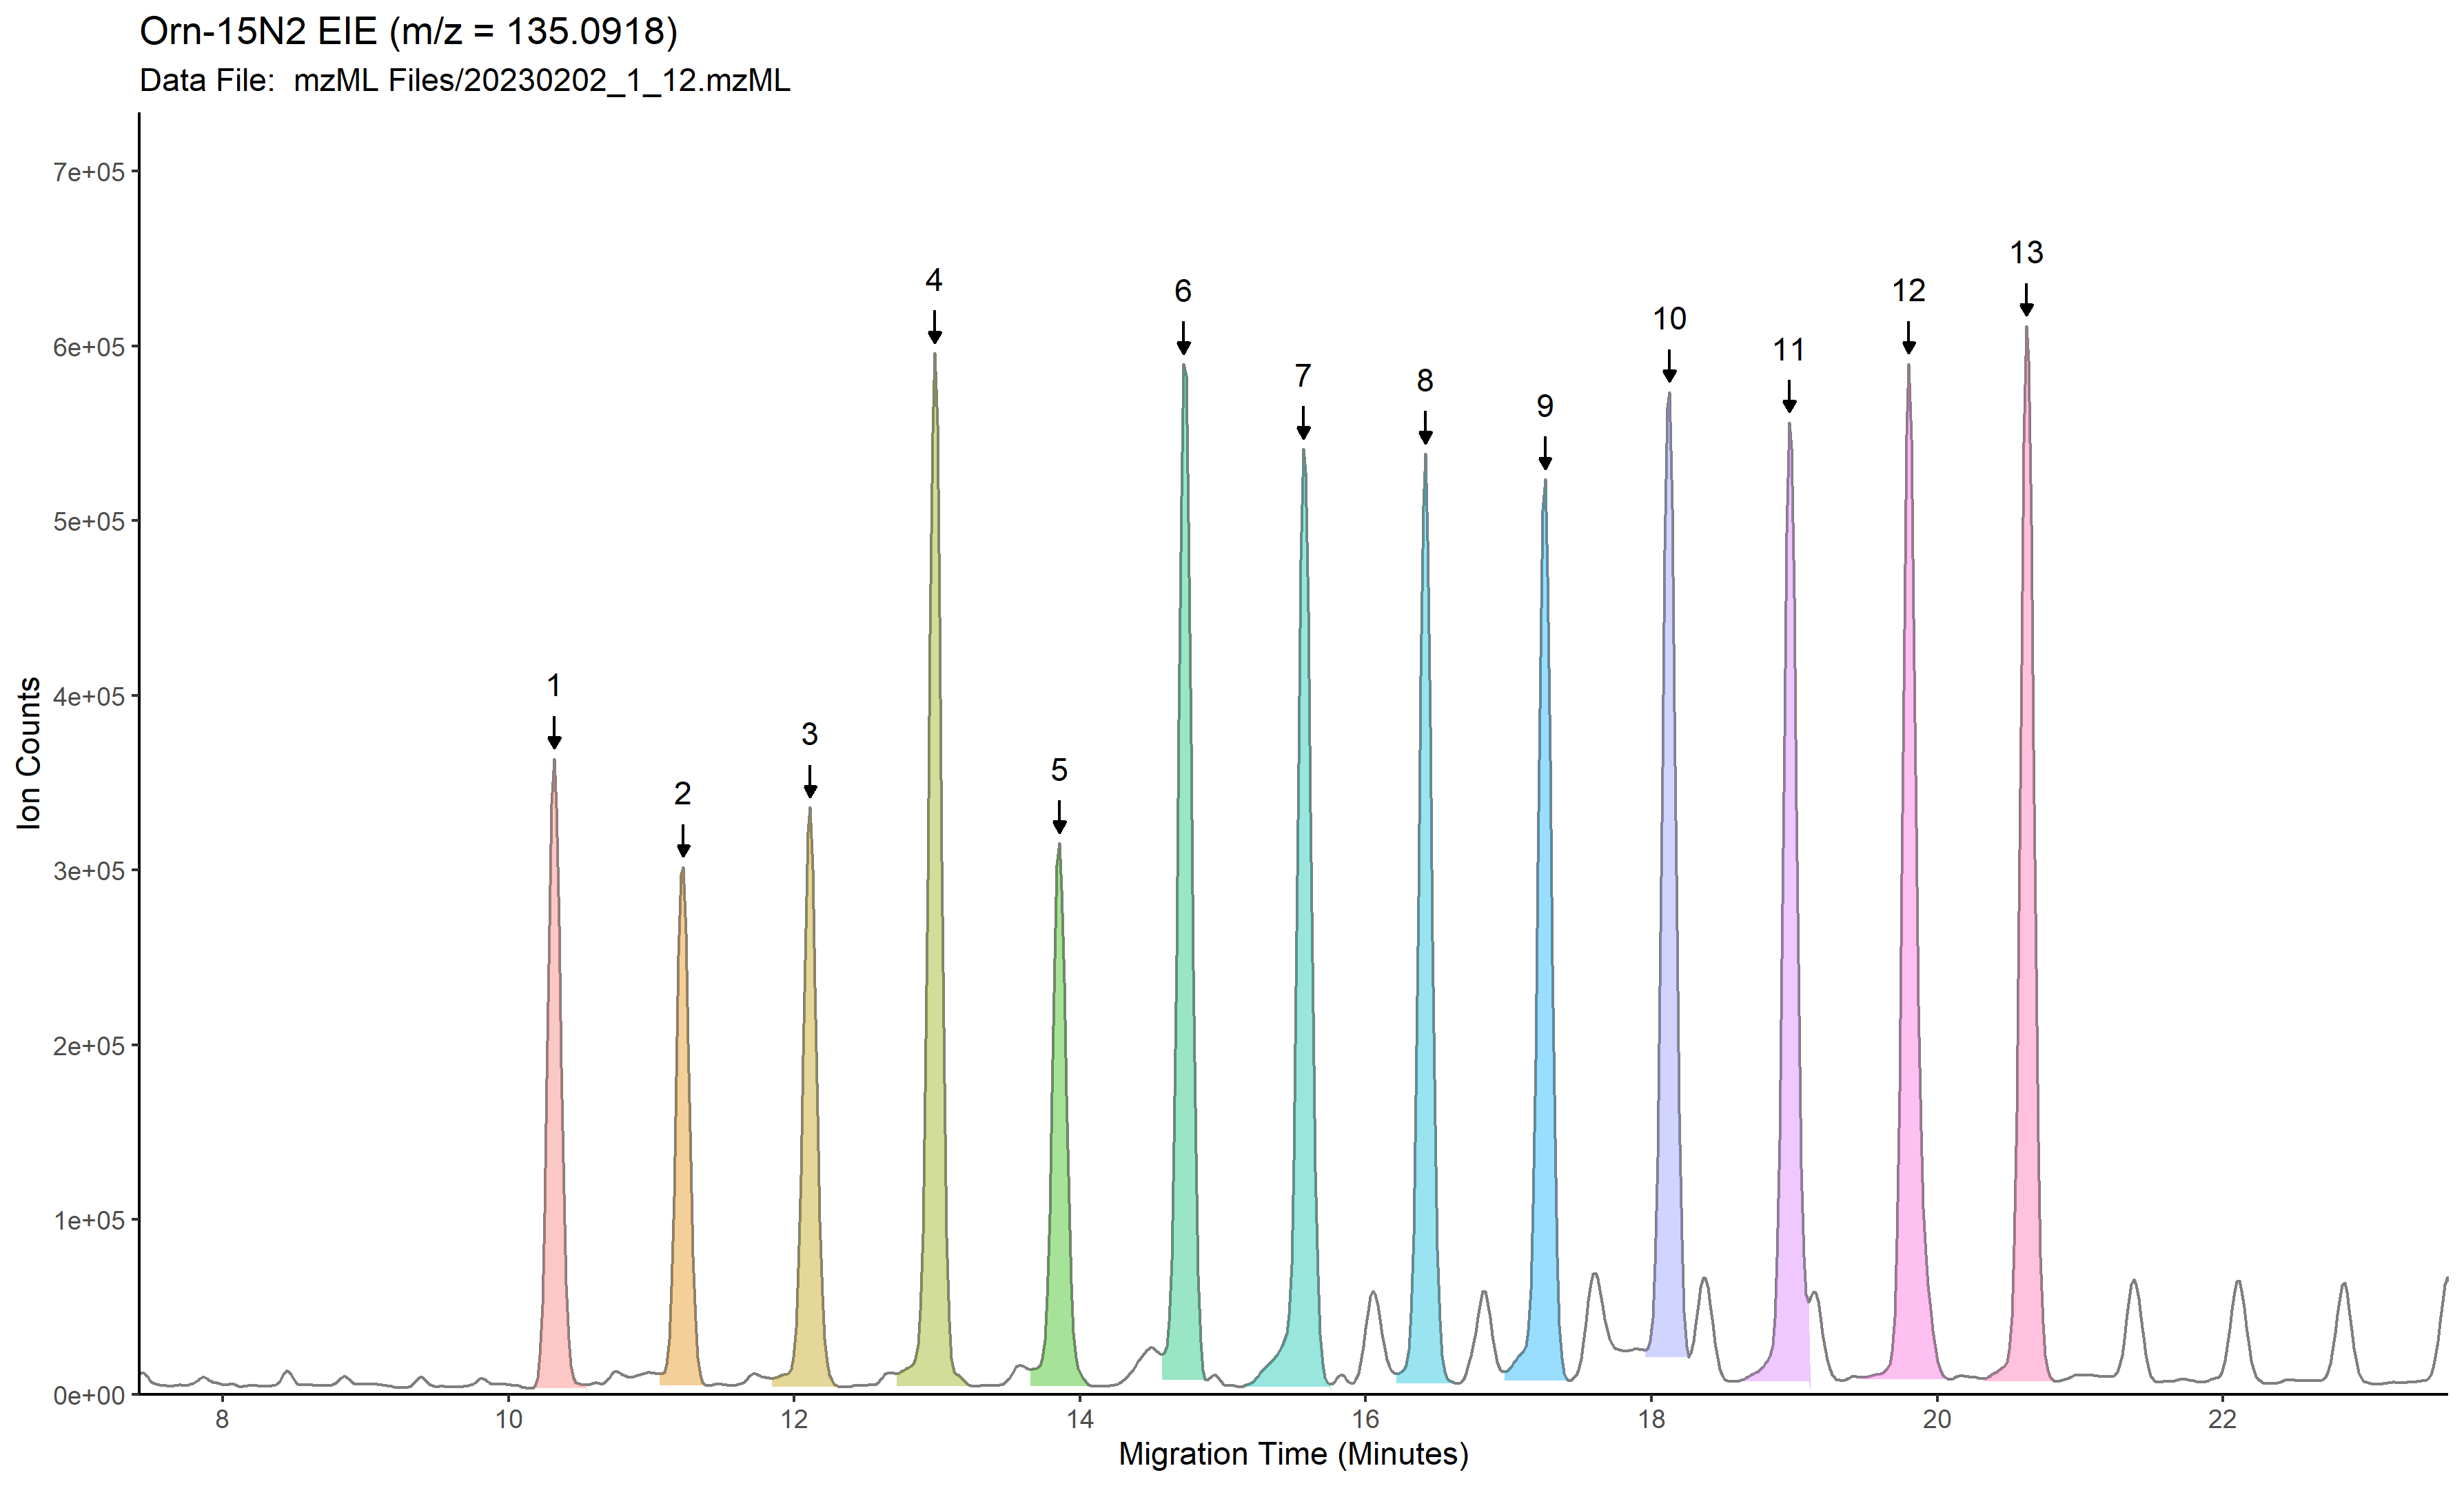 Orn-15N2 EIE (m/z = 135.0918)
Data File:  mzML Files/20230202_1_12.mzML
Ion Counts
7e+05
6e+05
5e+05
4e+05
3e+05
2e+05
1e+05
0e+00
1
2
3
4
5
6
7
8
9
10
11
12
13
8 10 12 14 16 18 20 22
Migration Time (Minutes)